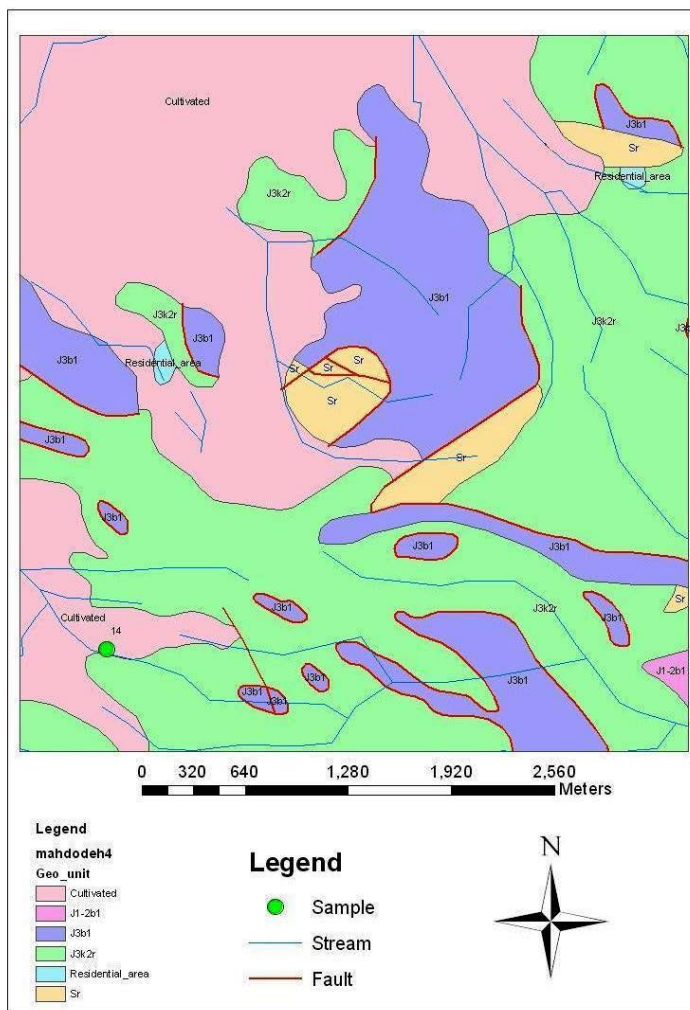 Cultivated
J3b1
Sr
Residential_area
J3k2r
J3b1
J3k2r
J3k2r
J3b1
J3b1
Residential_area
Sr
Sr
Sr
Sr
J3b1
Sr
J3b1
J3b1
J3b1
J3b1
Sr
J3b1
J3k2r
J3b1
Cultivated
14
J1-2b1
J3b1
J3b1
J3b1
0 320 640 1,280 1,920 2,560
Meters
Legend
mahdodeh4
Geo_unit
Cultivated
J1-2b1
J3b1
J3k2r
Residential_area
Sr
Legend
Sample
Stream
Fault
N